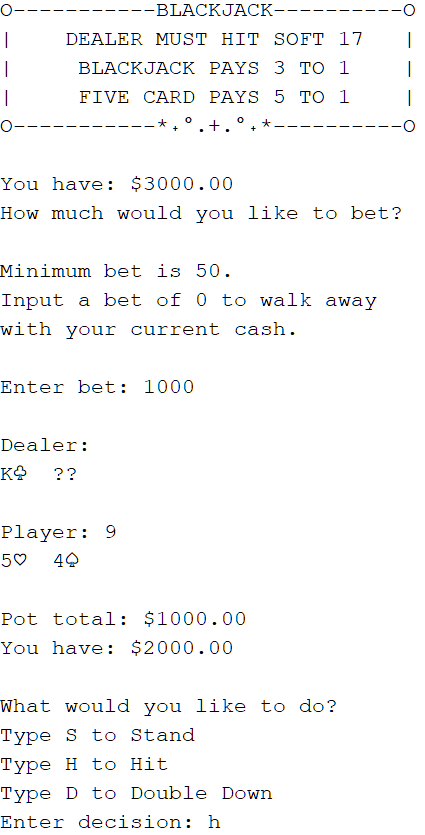 O-----------BLACKJACK----------O
|    DEALER MUST HIT SOFT 17   |
|     BLACKJACK PAYS 3 TO 1    |
|     FIVE CARD PAYS 5 TO 1    |
O-----------*˖°.+.°˖*----------O
You have: $3000.00
How much would you like to bet?
Minimum bet is 50.
Input a bet of 0 to walk away
with your current cash.
Enter bet: 1000
Dealer:
K♧  ??
Player: 9
5♡  4♤
Pot total: $1000.00
You have: $2000.00
What would you like to do?
Type S to Stand
Type H to Hit
Type D to Double Down
Enter decision: h